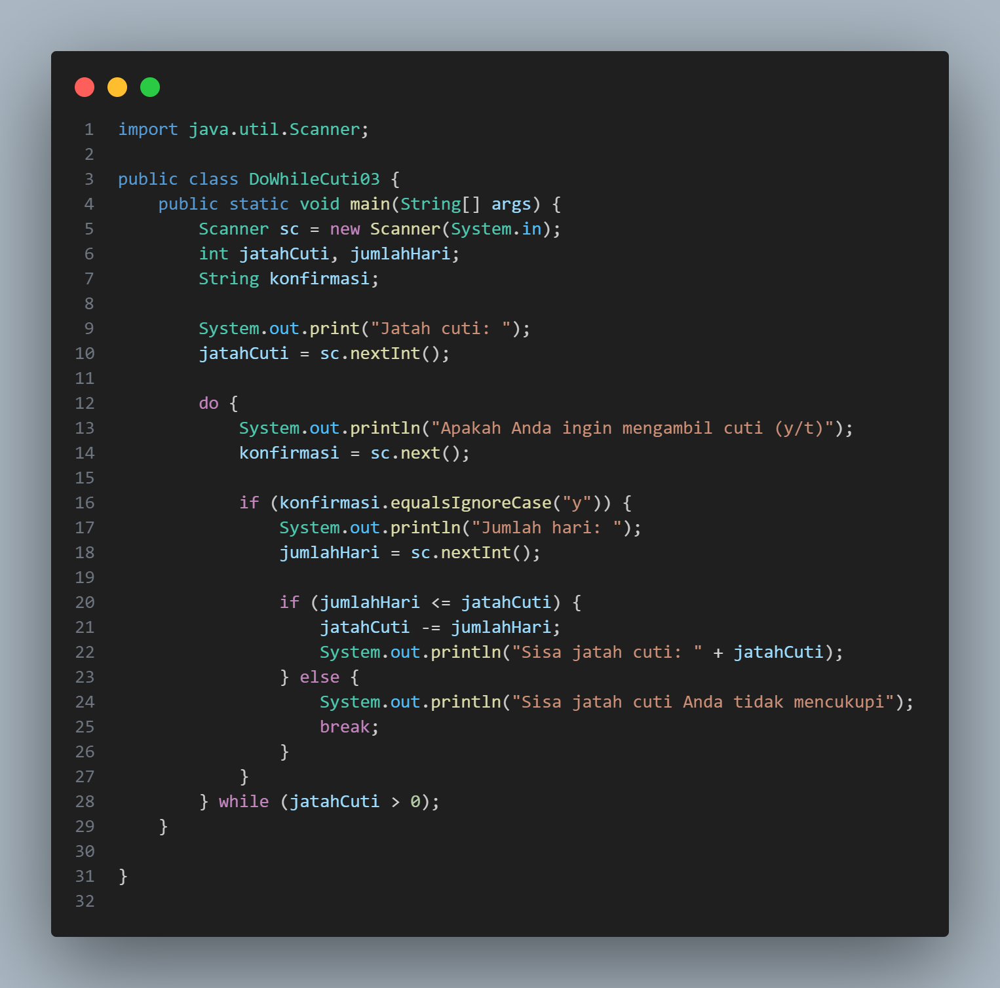 1 import java.util.Scanner;
2
3 public class DoWhileCuti03 {
4     public static void main(String[] args) {
5         Scanner sc = new Scanner(System.in);
6         int jatahCuti, jumlahHari;
7         String konfirmasi;
8
9         System.out.print("Jatah cuti: ");
10         jatahCuti = sc.nextInt();
11
12         do {
13             System.out.println("Apakah Anda ingin mengambil cuti (y/t)");
14             konfirmasi = sc.next();
15
16             if (konfirmasi.equalsIgnoreCase("y")) {
17                 System.out.println("Jumlah hari: ");
18                 jumlahHari = sc.nextInt();
19
20                 if (jumlahHari <= jatahCuti) {
21                     jatahCuti -= jumlahHari;
22                     System.out.println("Sisa jatah cuti: " + jatahCuti);
23                 } else {
24                     System.out.println("Sisa jatah cuti Anda tidak mencukupi");
25                     break;
26                 }
27             }
28         } while (jatahCuti > 0);
29     }
30
31 }
32